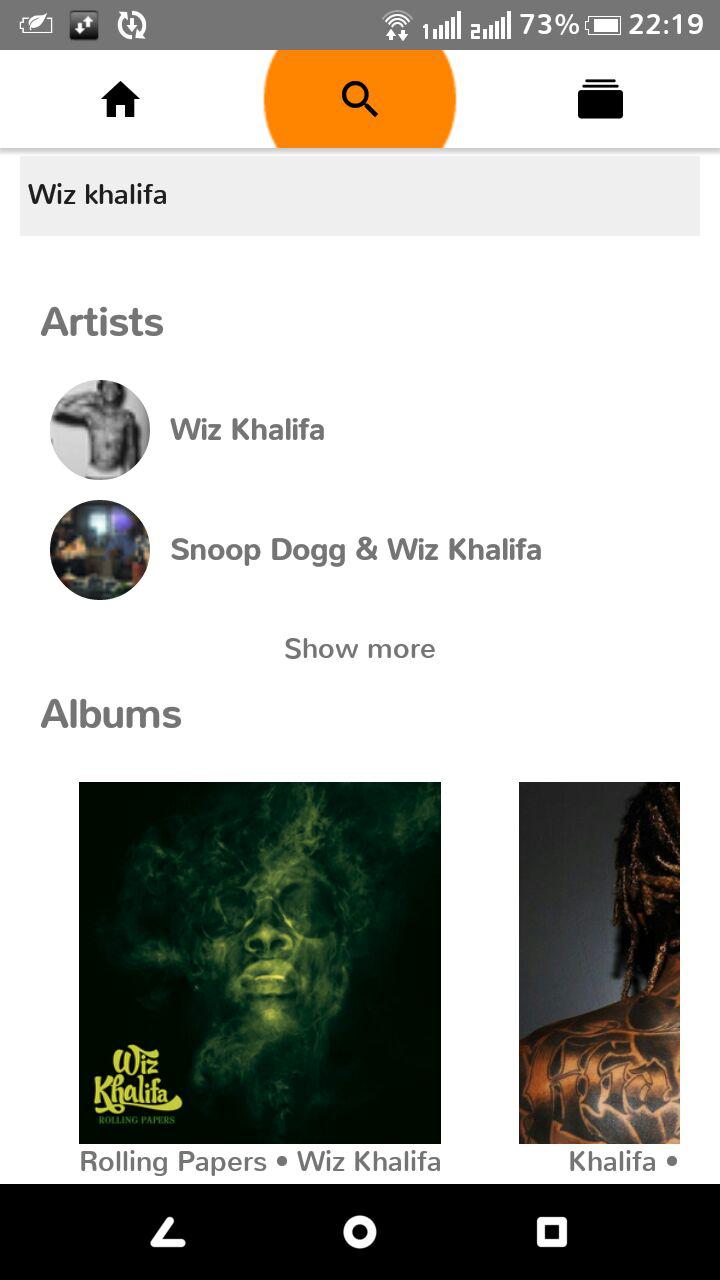 1 2 73% 22:19
Wiz khalifa
Artists
Wiz Khalifa
Snoop Dogg & Wiz Khalifa
Show more
Albums
Wiz
Khalifa
ROLLING PAPERS
Rolling Papers • Wiz Khalifa
Khalifa •